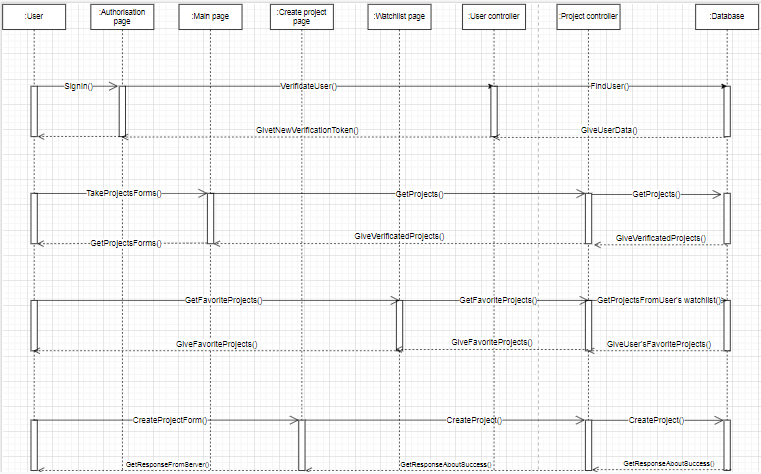 :User
:Authorisation
page
:Main page
:Create project
page
:Watchlist page
:User controller
:Project controller
:Database
SignIn()
VerificateUser()
FindUser()
GivetNewVerificationToken()
GiveUserData()
TakeProjectsForms()
GetProjects()
GetProjects()
GetProjectsForms()
GiveVerificatedProjects()
GiveVerificatedProjects()
GetFavoriteProjects()
GetFavoriteProjects()
GetProjectsFromUser's watchlist()
GiveFavoriteProjects()
GiveFavoriteProjects()
GiveUser'sFavoriteProjects()
CreateProjectForm()
CreateProject()
CreateProject()
GetResponseFromServer()
GetResponseAboutSuccess()
GetResponseAboutSuccess()